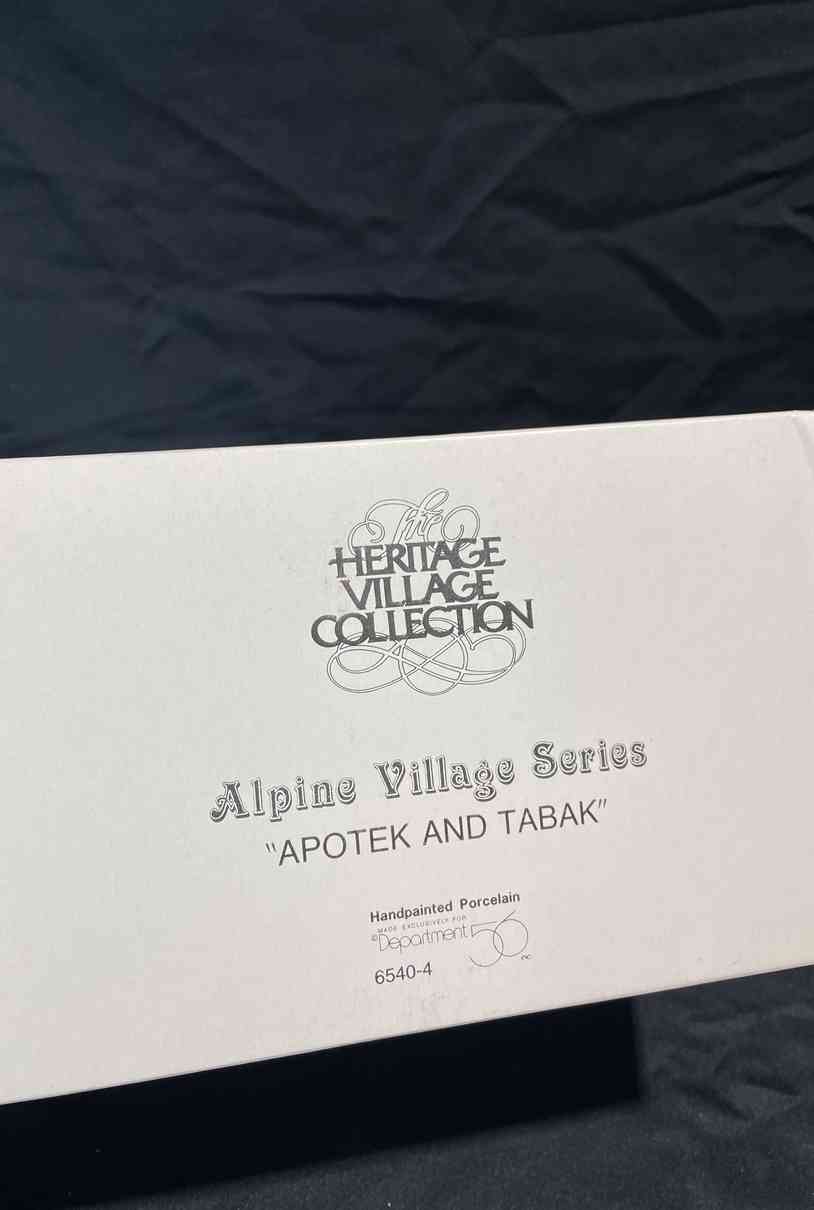 The
HERITAGE
VILLAGE
COLLECTION
Alpine Village Series
"APOTEK AND TABAK"
Handpainted Porcelain
MADE EXCLUSIVELY FOR
©Department 56 INC
6540-4